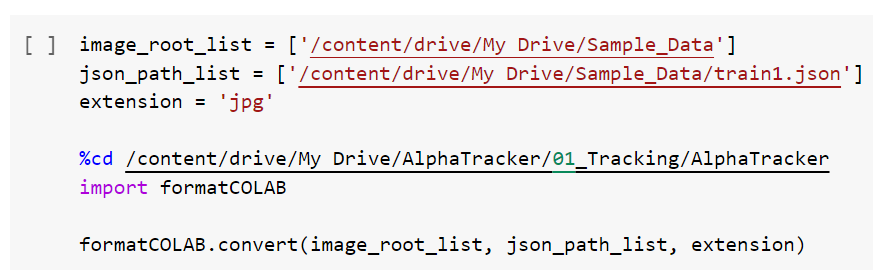 [ ] image_root_list = ['/content/drive/My Drive/Sample_Data']
json_path_list = ['/content/drive/My Drive/Sample_Data/train1.json']
extension = 'jpg'
%cd /content/drive/My Drive/AlphaTracker/01_Tracking/AlphaTracker
import formatCOLAB
formatCOLAB.convert(image_root_list, json_path_list, extension)